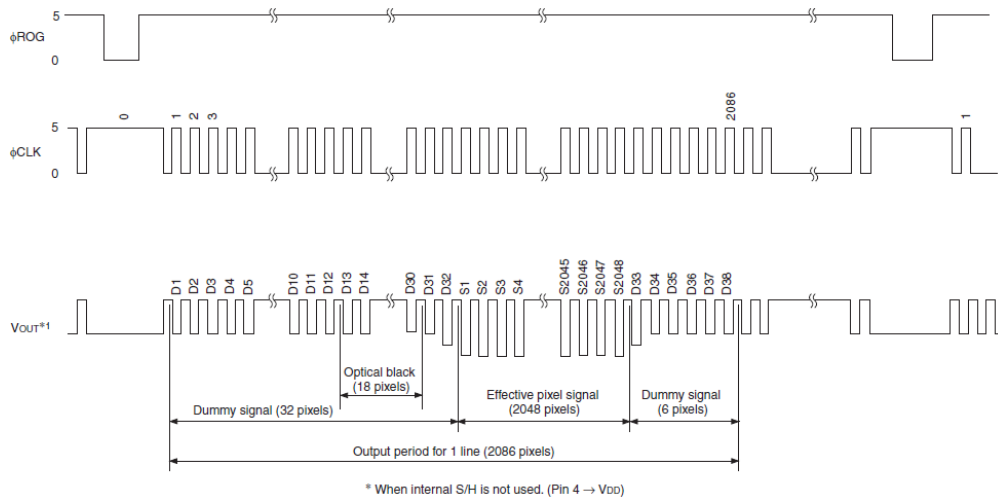 5
ϕROG
0
0 1 2 3 2086 1
5
ϕCLK
0
D1 D2 D3 D4 D5 D10 D11 D12 D13 D14 D30 D31 D32 S1 S2 S3 S4 S2045 S2046 S2047 S2048 D33 D34 D35 D36 D37 D38
VOUT*1
Optical black
(18 pixels)
Effective pixel signal
(2048 pixels)
Dummy signal
(6 pixels)
Dummy signal (32 pixels)
Output period for 1 line (2086 pixels)
* When internal S/H is not used. (Pin 4 → VDD)